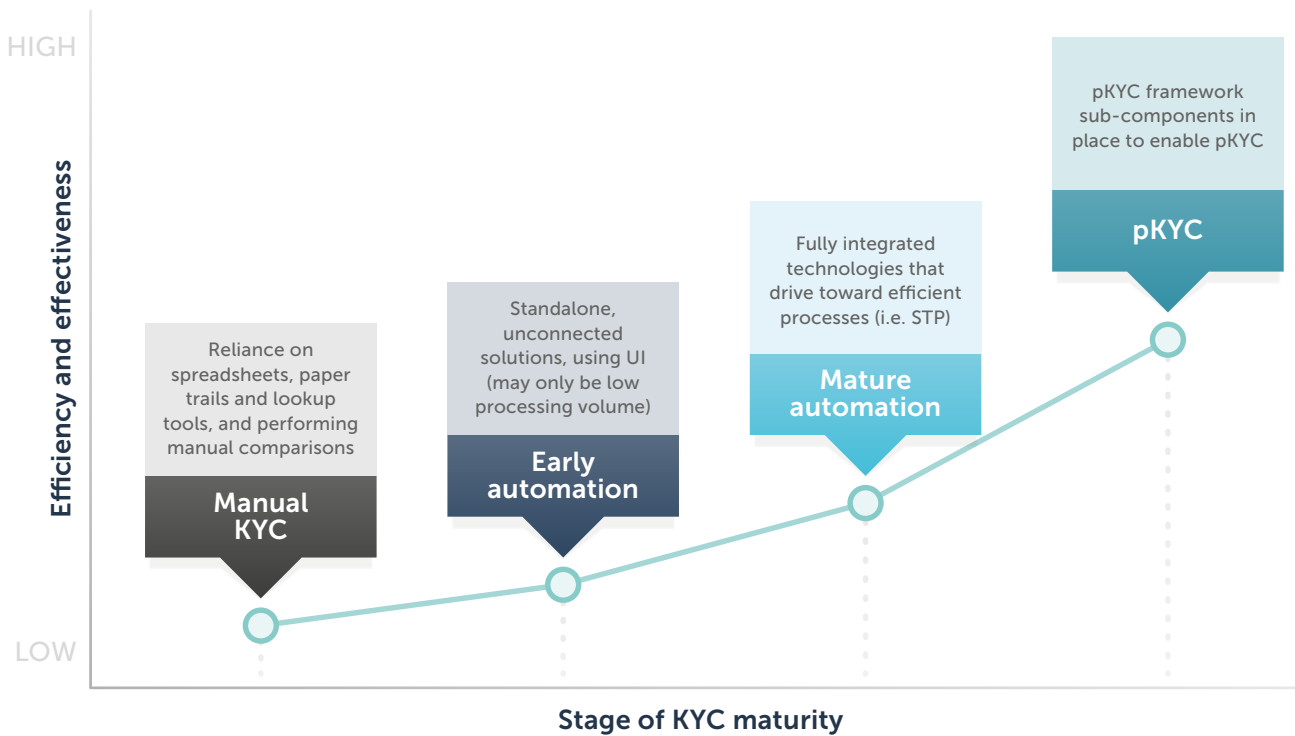 HIGH
Efficiency and effectiveness
LOW
Reliance on
spreadsheets, paper
trails and lookup
tools, and performing
manual comparisons
Manual
KYC
Standalone,
unconnected
solutions, using UI
(may only be low
processing volume)
Early
automation
Fully integrated
technologies that
drive toward efficient
processes (i.e. STP)
Mature
automation
pKYC framework
sub-components in
place to enable pKYC
pKYC
Stage of KYC maturity